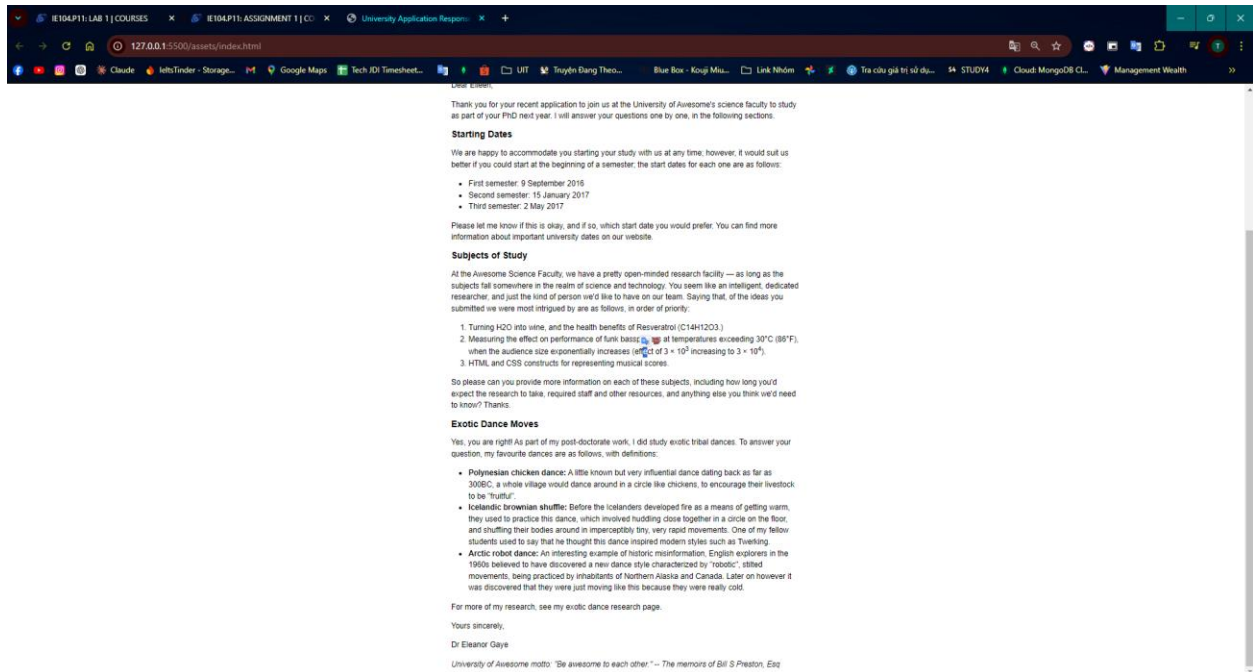 IE104.P11: LAB 1 | COURSES
IE104.P11: ASSIGNMENT 1 | CO
University Application Respons
127.0.0.1:5500/assets/index.html
Claude
IeltsTinder - Storage...
Google Maps
Tech JDI Timesheet...
UIT
Truyện Đang Theo...
Blue Box - Kouji Miu...
Link Nhóm
Tra cứu giá trị sử dụ...
STUDY4
Cloud: MongoDB Cl...
Management Wealth
Dear Eileen,
Thank you for your recent application to join us at the University of Awesome's science faculty to study
as part of your PhD next year. I will answer your questions one by one, in the following sections.
Starting Dates
We are happy to accommodate you starting your study with us at any time; however, it would suit us
better if you could start at the beginning of a semester; the start dates for each one are as follows:
• First semester: 9 September 2016
• Second semester: 15 January 2017
• Third semester: 2 May 2017
Please let me know if this is okay, and if so, which start date you would prefer. You can find more
information about important university dates on our website.
Subjects of Study
At the Awesome Science Faculty, we have a pretty open-minded research facility — as long as the
subjects fall somewhere in the realm of science and technology. You seem like an intelligent, dedicated
researcher, and just the kind of person we'd like to have on our team. Saying that, of the ideas you
submitted we were most intrigued by are as follows, in order of priority:
1. Turning H2O into wine, and the health benefits of Resveratrol (C14H12O3.)
2. Measuring the effect on performance of funk at temperatures exceeding 30°C (86°F),
when the audience size exponentially increases (effect of 3 × 10³ increasing to 3 × 10⁴).
3. HTML and CSS constructs for representing musical scores.
So please can you provide more information on each of these subjects, including how long you'd
expect the research to take, required staff and other resources, and anything else you think we'd need
to know? Thanks.
Exotic Dance Moves
Yes, you are right! As part of my post-doctorate work, I did study exotic tribal dances. To answer your
question, my favourite dances are as follows, with definitions:
• Polynesian chicken dance: A little known but very influential dance dating back as far as
300BC, a whole village would dance around in a circle like chickens, to encourage their livestock
to be "fruitful".
• Icelandic brownian shuffle: Before the Icelanders developed fire as a means of getting warm,
they used to practice this dance, which involved huddling close together in a circle on the floor,
and shuffling their bodies around in imperceptibly tiny, very rapid movements. One of my fellow
students used to say that he thought this dance inspired modern styles such as Twerking.
• Arctic robot dance: An interesting example of historic misinformation, English explorers in the
1960s believed to have discovered a new dance style characterized by "robotic", stilted
movements, being practiced by inhabitants of Northern Alaska and Canada. Later on however it
was discovered that they were just moving like this because they were really cold.
For more of my research, see my exotic dance research page.
Yours sincerely,
Dr Eleanor Gaye
University of Awesome motto: "Be awesome to each other." -- The memoirs of Bill S Preston, Esq